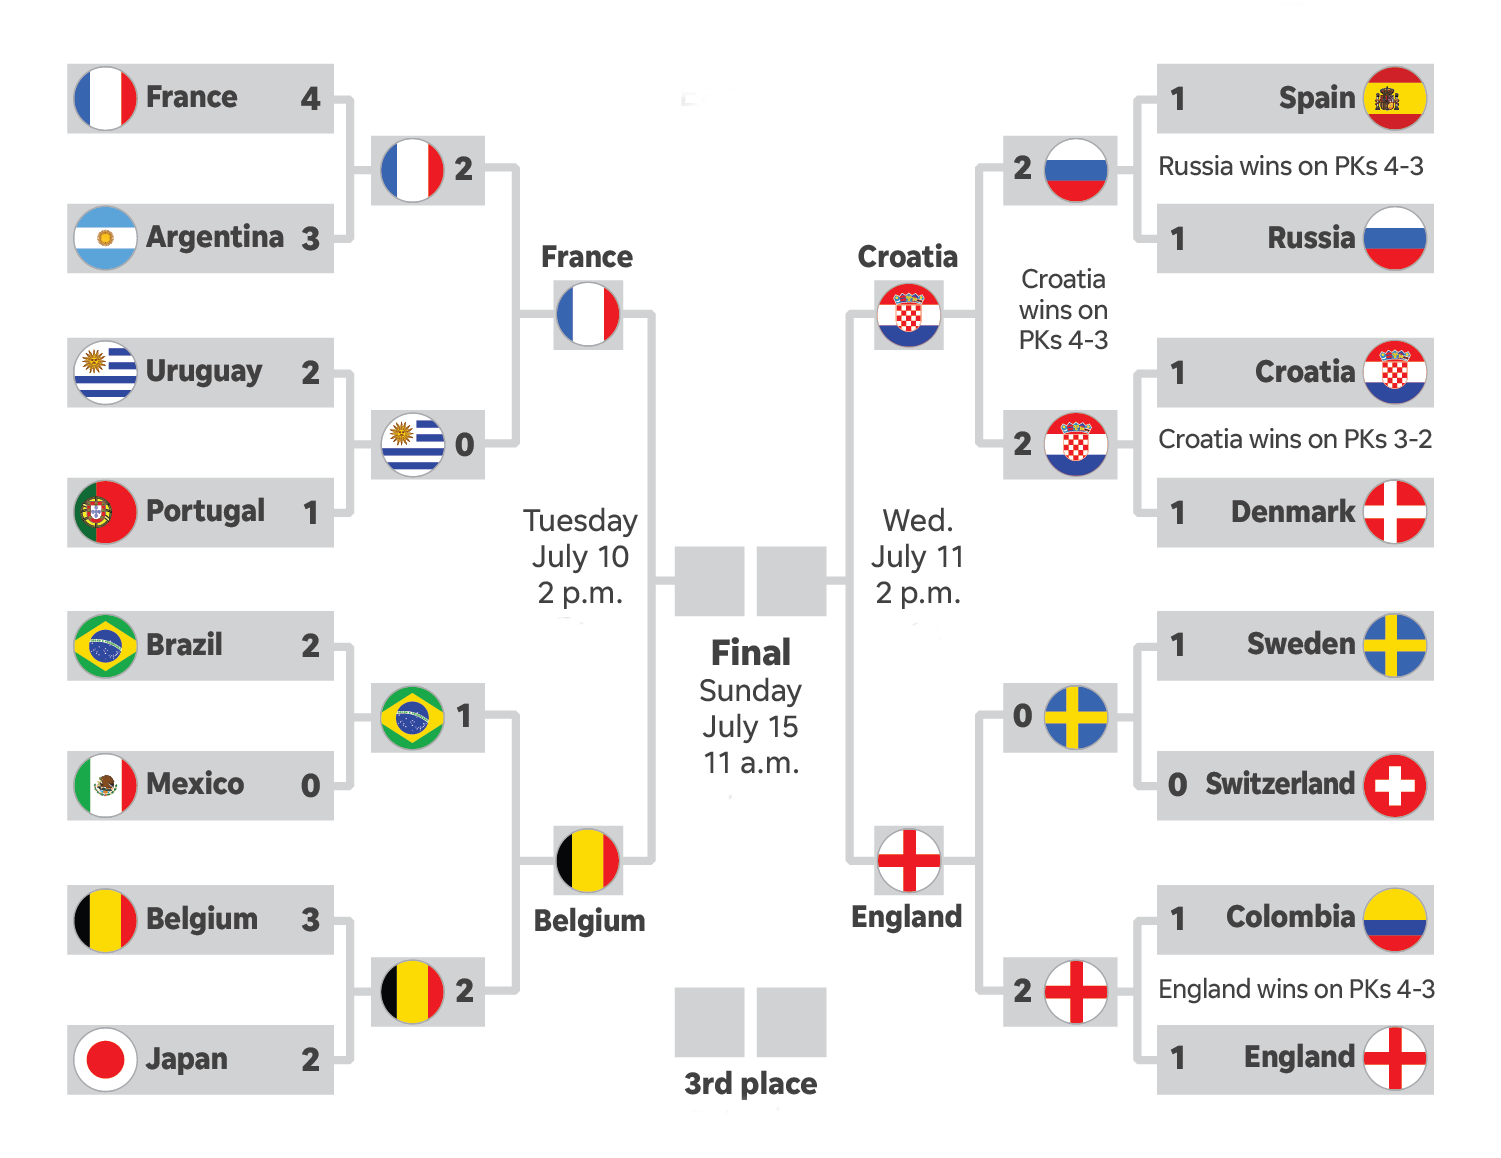 France 4
Argentina 3
Uruguay 2
Portugal 1
Brazil 2
Mexico 0
Belgium 3
Japan 2
2
0
1
2
France
Tuesday
July 10
2 p.m.
Belgium
Final
Sunday
July 15
11 a.m.
3rd place
Croatia
Wed.
July 11
2 p.m.
England
2
Croatia
wins on
PKs 4-3
2
0
2
1 Spain
Russia wins on PKs 4-3
1 Russia
1 Croatia
Croatia wins on PKs 3-2
1 Denmark
1 Sweden
0 Switzerland
1 Colombia
England wins on PKs 4-3
1 England